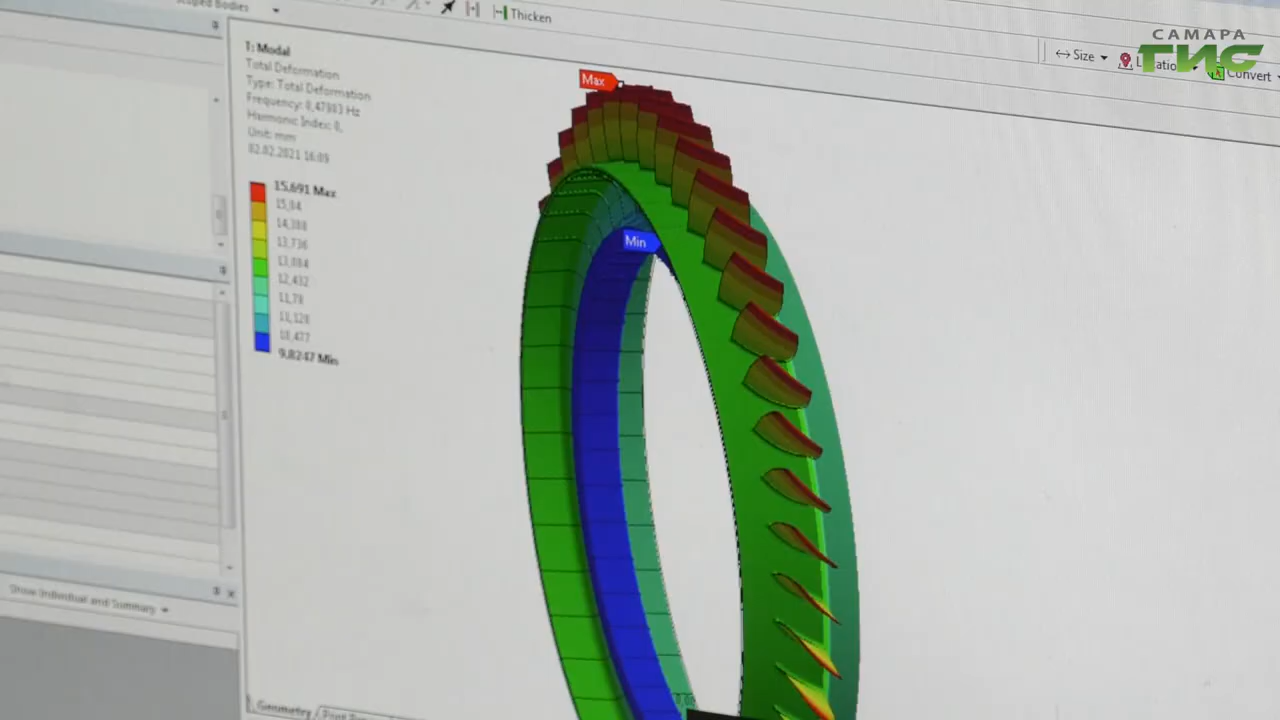 Thicken
САМАРА
ГИС
Size
Location
Convert
T: Modal
Total Deformation
Type: Total Deformation
Frequency: 0,47983 Hz
Harmonic Index: 0,
Unit: mm
02.02.2021 16:09
Max
15,691 Max
15,04
14,388
13,736
13,084
12,432
11,78
11,128
10,477
9,8247 Min
Min
Show Individual and Summary
Geometry